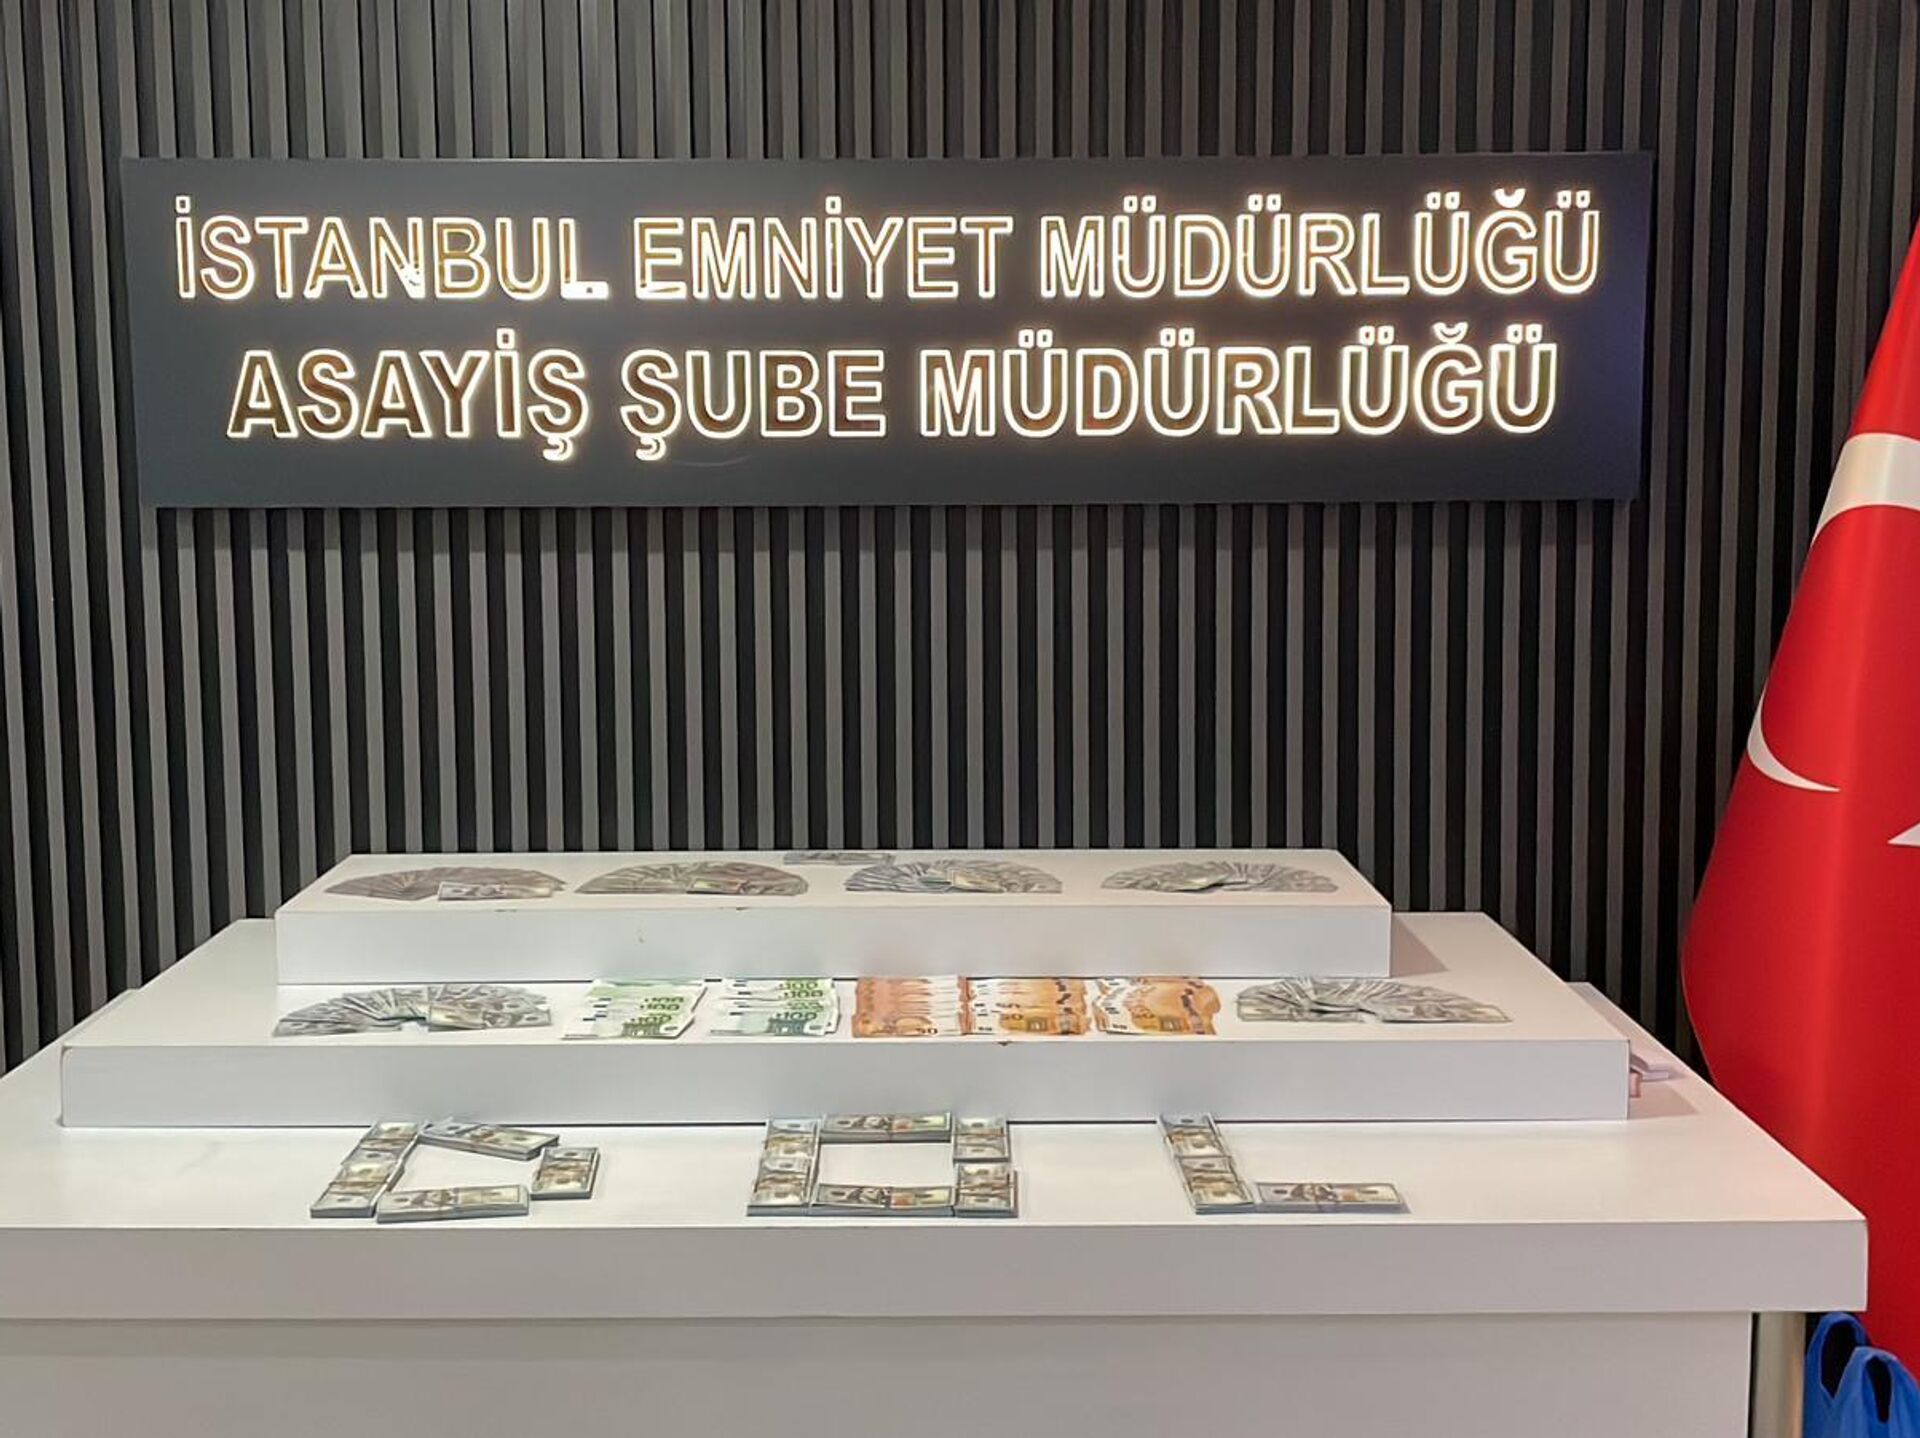 İSTANBUL EMNİYET MÜDÜRLÜĞÜ
ASAYİŞ ŞUBE MÜDÜRLÜĞÜ